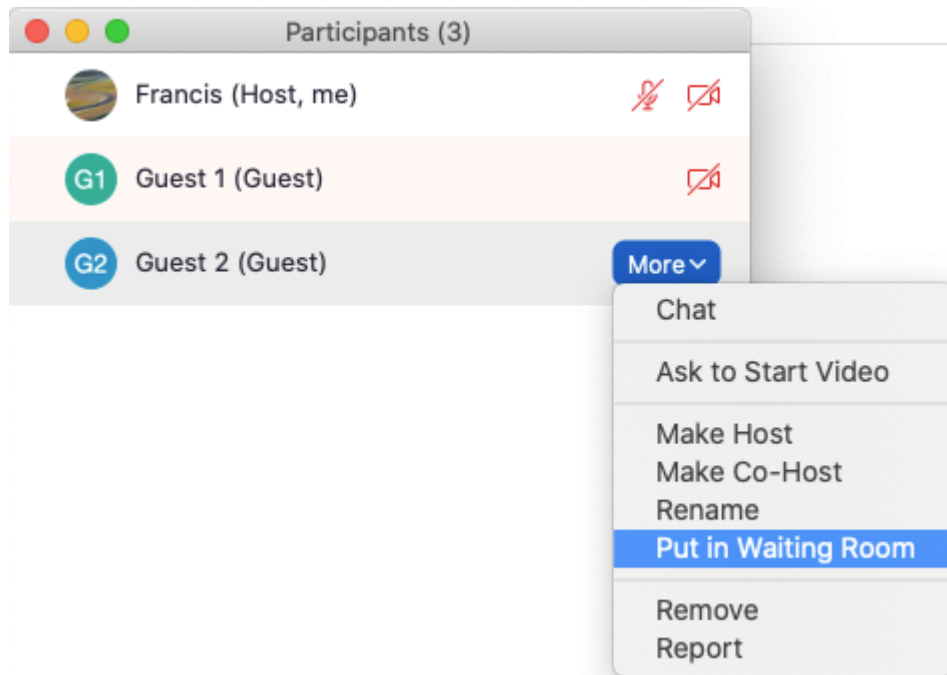 Participants (3)
Francis (Host, me)
G1 Guest 1 (Guest)
G2 Guest 2 (Guest) More
Chat
Ask to Start Video
Make Host
Make Co-Host
Rename
Put in Waiting Room
Remove
Report